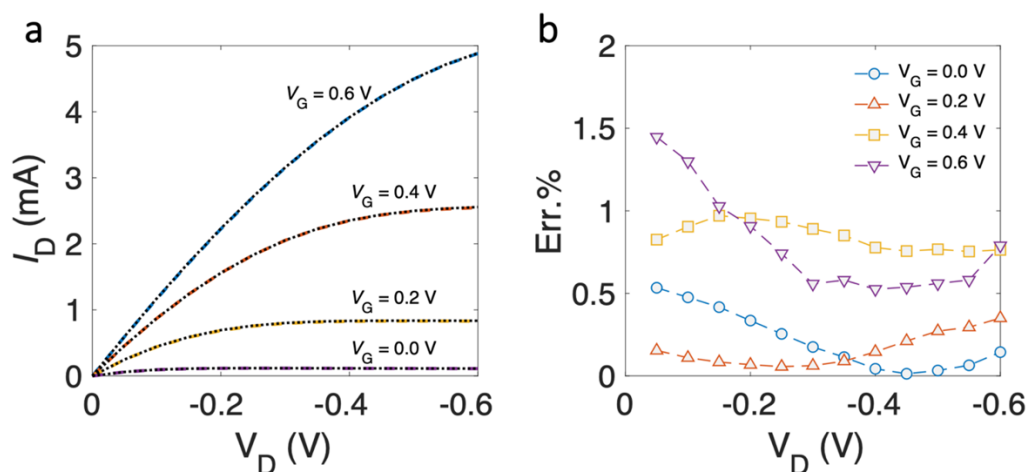 a
5
4
3
2
1
0
I_D (mA)
V_G = 0.6 V
V_G = 0.4 V
V_G = 0.2 V
V_G = 0.0 V
0 -0.2 -0.4 -0.6
V_D (V)
b
2
1.5
1
0.5
0
Err.%
V_G = 0.0 V
V_G = 0.2 V
V_G = 0.4 V
V_G = 0.6 V
0 -0.2 -0.4 -0.6
V_D (V)